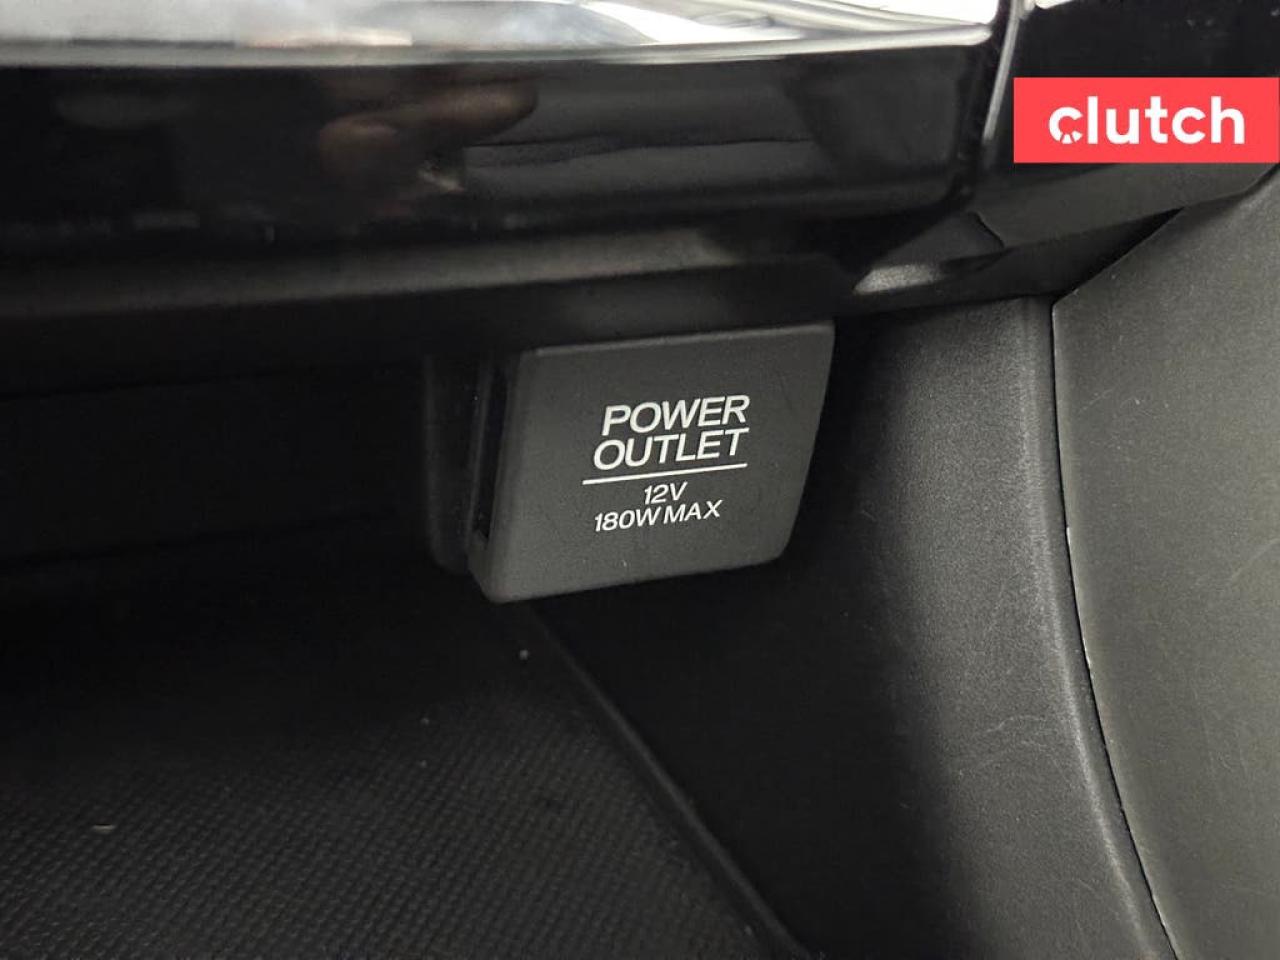 clutch
POWER
OUTLET
12V
180W MAX